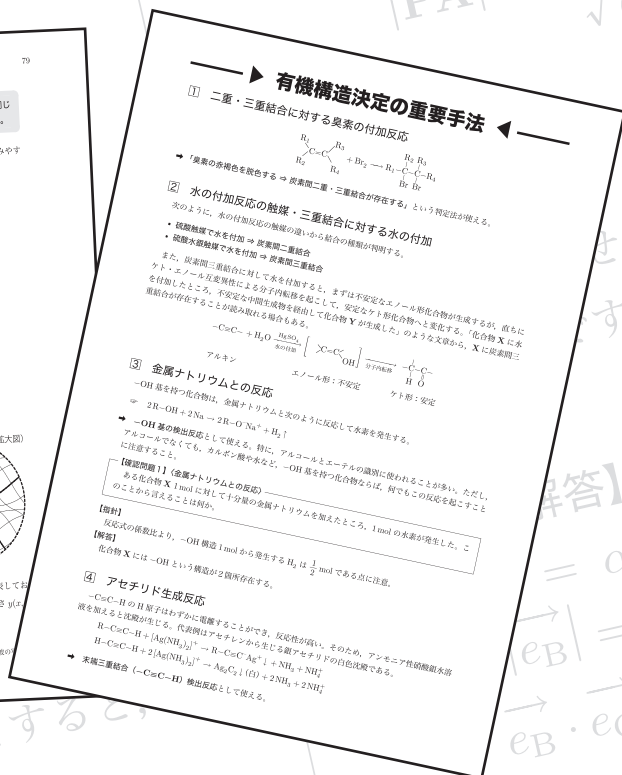 79
有機構造決定の重要手法
1 二重・三重結合に対する臭素の付加反応
R₁ R₂ C=C R₃ R₄ + Br₂ → R₁-C-C-R₄ R₂ R₃ Br Br
➡ 「臭素の赤褐色を脱色する ⇒ 炭素間二重・三重結合が存在する」という判定法が使える。
2 水の付加反応の触媒・三重結合に対する水の付加
次のように，水の付加反応の触媒の違いから結合の種類が判明する。
• 硫酸触媒で水を付加 ⇒ 炭素間二重結合
• 硫酸水銀触媒で水を付加 ⇒ 炭素間三重結合
また，炭素間三重結合に対して水を付加すると，まずは不安定なエノール形化合物が生成するが，直ちに
ケト・エノール互変異性による分子内転移を起こして，安定なケト形化合物へと変化する。「化合物 X に水
を付加したところ，不安定な中間生成物を経由して化合物 Y が生成した」のような文章から，X に炭素間三
重結合が存在することが読み取れる場合もある。
-C≡C- + H₂O HgSO₄ 水の付加 C=C OH 分子内転移 -C-C- H O
アルキン エノール形：不安定 ケト形：安定
3 金属ナトリウムとの反応
-OH 基を持つ化合物は，金属ナトリウムと次のように反応して水素を発生する。
☞ 2R-OH + 2Na → 2R-O⁻Na⁺ + H₂↑
➡ -OH 基の検出反応として使える。特に，アルコールとエーテルの識別に使われることが多い。ただし，
アルコールでなくても，カルボン酸や水など，-OH 基を持つ化合物ならば，何でもこの反応を起こすこと
に注意すること。
【確認問題1】〈金属ナトリウムとの反応〉
ある化合物 X 1 mol に対して十分量の金属ナトリウムを加えたところ，1 mol の水素が発生した。こ
のことから言えることは何か。
【指針】
反応式の係数比より，-OH 構造 1 mol から発生する H₂ は 1/2 mol である点に注意。
【解答】
化合物 X には -OH という構造が 2 箇所存在する。
4 アセチリド生成反応
-C≡C-H の H 原子はわずかに電離することができ，反応性が高い。そのため，アンモニア性硝酸銀水溶
液を加えると沈殿が生じる。代表例はアセチレンから生じる銀アセチリドの白色沈殿である。
R-C≡C-H + [Ag(NH₃)₂]⁺ → R-C≡C⁻Ag⁺↓ + NH₃ + NH₄⁺
H-C≡C-H + 2[Ag(NH₃)₂]⁺ → Ag₂C₂↓(白) + 2NH₃ + 2NH₄⁺
➡ 末端三重結合（-C≡C-H）検出反応として使える。
解答】
すると，